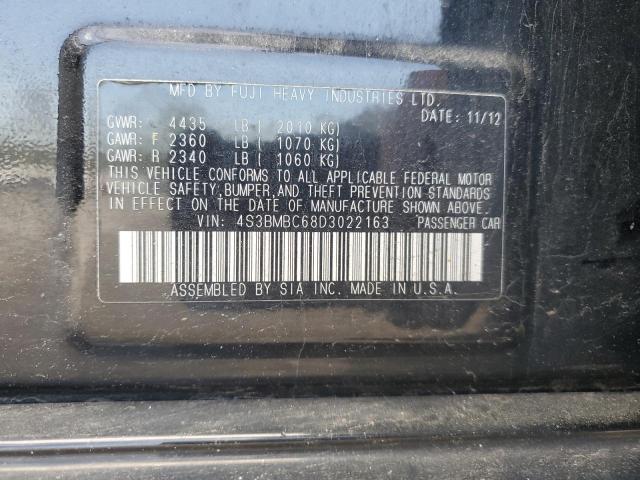 MFD BY FUJI HEAVY INDUSTRIES LTD.
DATE: 11/12
GVWR: 4435 LB ( 2010 KG)
GAWR: F 2360 LB ( 1070 KG)
GAWR: R 2340 LB ( 1060 KG)
THIS VEHICLE CONFORMS TO ALL APPLICABLE FEDERAL MOTOR
VEHICLE SAFETY, BUMPER, AND THEFT PREVENTION STANDARDS
IN EFFECT ON THE DATE OF MANUFACTURE SHOWN ABOVE.
VIN: 4S3BMBC68D3022163 PASSENGER CAR
ASSEMBLED BY SIA INC. MADE IN U.S.A.